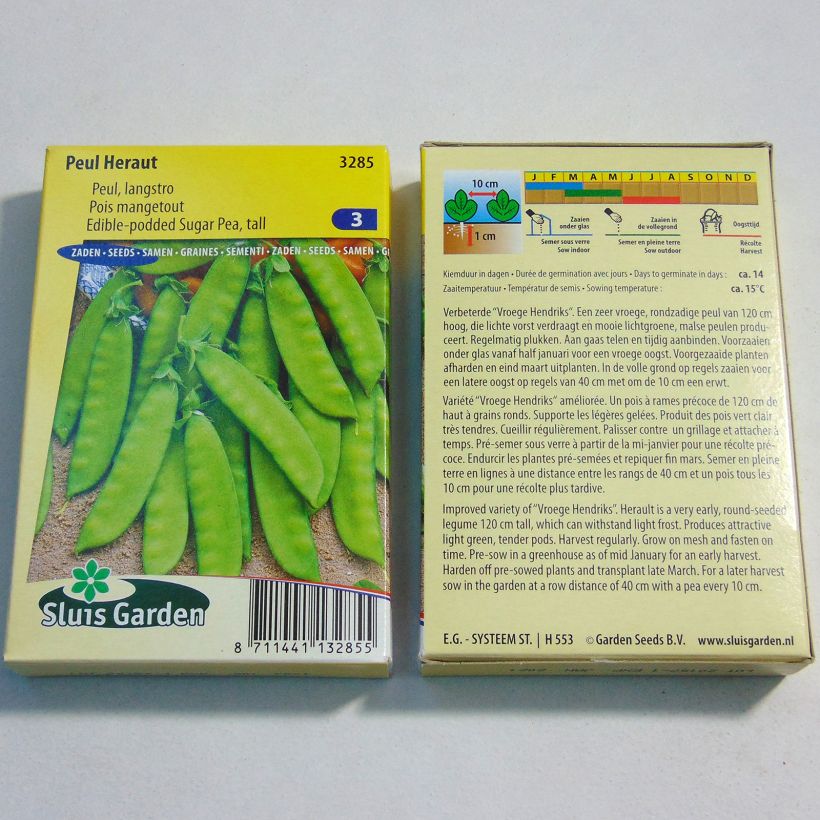 Peul Heraut 3285
Peul, langstro
Pois mangetout
Edible-podded Sugar Pea, tall
3
ZADEN • SEEDS • SAMEN • GRAINES • SEMENTI • ZADEN • SEEDS • SAMEN • G
Sluis Garden
8 711441 132855
10 cm
1 cm
J F M A M J J A S O N D
Zaaien onder glas
Semer sous verre
Sow indoor
Zaaien in de vollegrond
Semer en pleine terre
Sow outdoor
Oogsttijd
Récolte
Harvest
Kiemduur in dagen • Durée de germination avec jours • Days to germinate in days : ca. 14
Zaaitemperatuur • Températur de semis • Sowing temperature : ca. 15°C
Verbeterde "Vroege Hendriks". Een zeer vroege, rondzadige peul van 120 cm
hoog, die lichte vorst verdraagt en mooie lichtgroene, malse peulen produ-
ceert. Regelmatig plukken. Aan gaas telen en tijdig aanbinden. Voorzaaien
onder glas vanaf half januari voor een vroege oogst. Voorgezaaide planten
afharden en eind maart uitplanten. In de volle grond op regels zaaien voor
een latere oogst op regels van 40 cm met om de 10 cm een erwt.
Variété "Vroege Hendriks" améliorée. Un pois à rames précoce de 120 cm de
haut à grains ronds. Supporte les légères gelées. Produit des pois vert clair
très tendres. Cueillir régulièrement. Palisser contre un grillage et attacher à
temps. Pré-semer sous verre à partir de la mi-janvier pour une récolte pré-
coce. Endurcir les plantes pré-semées et repiquer fin mars. Semer en pleine
terre en lignes à une distance entre les rangs de 40 cm et un pois tous les
10 cm pour une récolte plus tardive.
Improved variety of "Vroege Hendriks". Herault is a very early, round-seeded
legume 120 cm tall, which can withstand light frost. Produces attractive
light green, tender pods. Harvest regularly. Grow on mesh and fasten on
time. Pre-sow in a greenhouse as of mid January for an early harvest.
Harden off pre-sowed plants and transplant late March. For a later harvest
sow in the garden at a row distance of 40 cm with a pea every 10 cm.
E.G. - SYSTEEM ST. | H 553 © Garden Seeds B.V. www.sluisgarden.nl